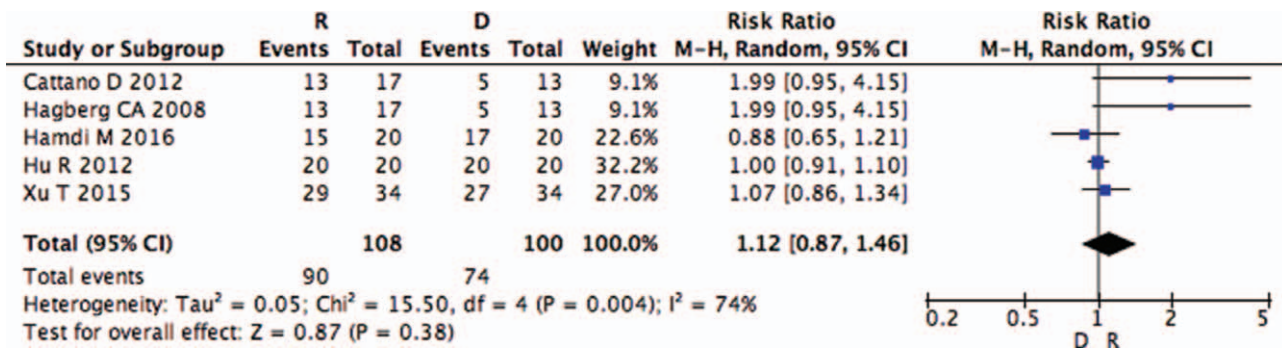 R D Risk Ratio Risk Ratio
Study or Subgroup Events Total Events Total Weight M-H, Random, 95% CI M-H, Random, 95% CI
Cattano D 2012 13 17 5 13 9.1% 1.99 [0.95, 4.15]
Hagberg CA 2008 13 17 5 13 9.1% 1.99 [0.95, 4.15]
Hamdi M 2016 15 20 17 20 22.6% 0.88 [0.65, 1.21]
Hu R 2012 20 20 20 20 32.2% 1.00 [0.91, 1.10]
Xu T 2015 29 34 27 34 27.0% 1.07 [0.86, 1.34]
Total (95% CI) 108 100 100.0% 1.12 [0.87, 1.46]
Total events 90 74
Heterogeneity: Tau² = 0.05; Chi² = 15.50, df = 4 (P = 0.004); I² = 74%
Test for overall effect: Z = 0.87 (P = 0.38)
0.2 0.5 1 2 5
D R